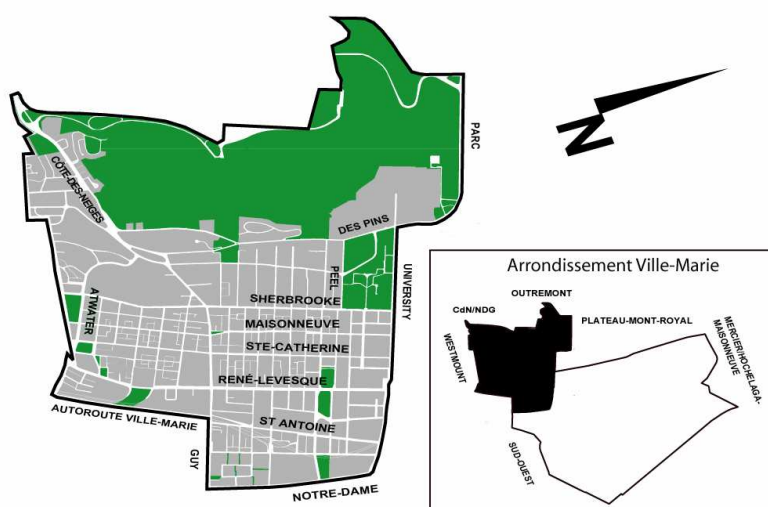 PARC
CÔTE-DES-NEIGES
DES PINS
PEEL
UNIVERSITY
SHERBROOKE
ATWATER
MAISONNEUVE
STE-CATHERINE
RENÉ-LEVESQUE
AUTOROUTE VILLE-MARIE
ST ANTOINE
GUY
NOTRE-DAME
N
Arrondissement Ville-Marie
OUTREMONT
CdN/NDG
PLATEAU-MONT-ROYAL
WESTMOUNT
MERCIER/HOCHELAGA-
MAISONNEUVE
SUD-OUEST